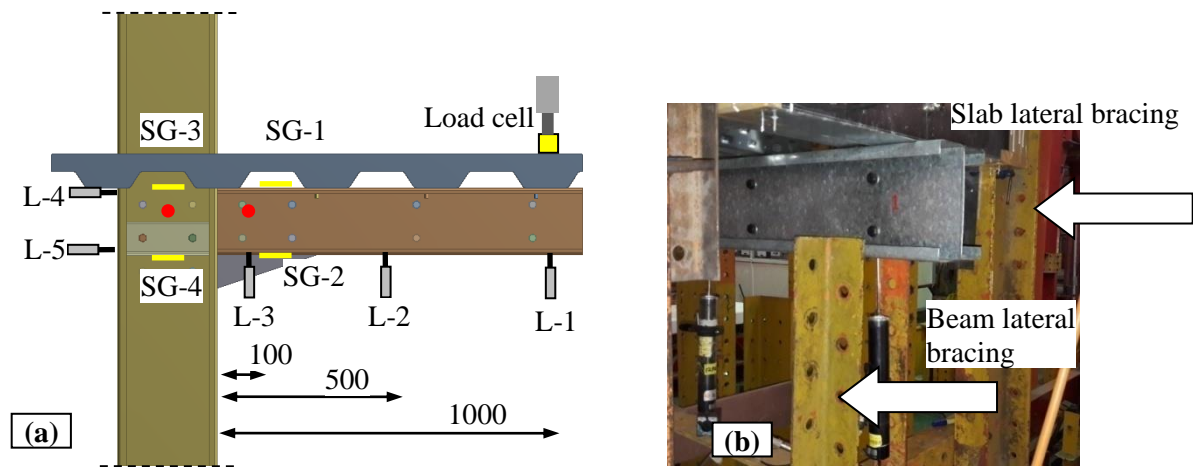 SG-3
SG-1
Load cell
L-4
L-5
SG-4
SG-2
L-3
L-2
L-1
100
500
1000
(a)
Slab lateral bracing
1
Beam lateral
bracing
(b)